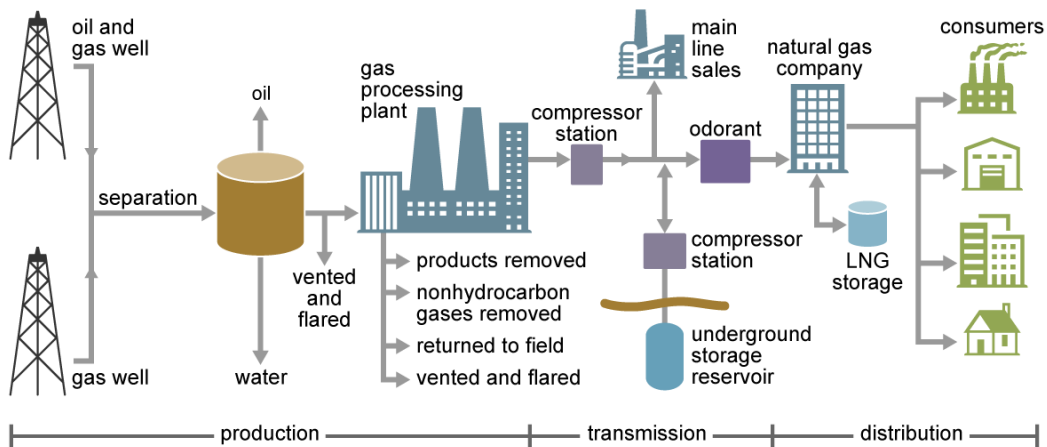 oil and
gas well
separation
gas well
oil
water
vented
and
flared
gas
processing
plant
products removed
nonhydrocarbon
gases removed
returned to field
vented and flared
compressor
station
main
line
sales
odorant
compressor
station
underground
storage
reservoir
natural gas
company
LNG
storage
consumers
production
transmission
distribution